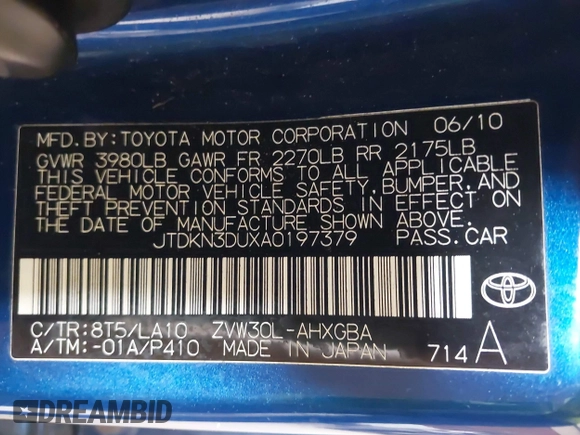 MFD. BY: TOYOTA MOTOR CORPORATION 06/10
GVWR 3980LB GAWR FR 2270LB RR 2175LB
THIS VEHICLE CONFORMS TO ALL APPLICABLE
FEDERAL MOTOR VEHICLE SAFETY, BUMPER, AND
THEFT PREVENTION STANDARDS IN EFFECT ON
THE DATE OF MANUFACTURE SHOWN ABOVE.
JTDKN3DUXA0197379 PASS. CAR
C/TR: 8T5/LA10 ZVW30L-AHXGBA
A/TM: -01A/P410 MADE IN JAPAN 714 A
DREAMBID